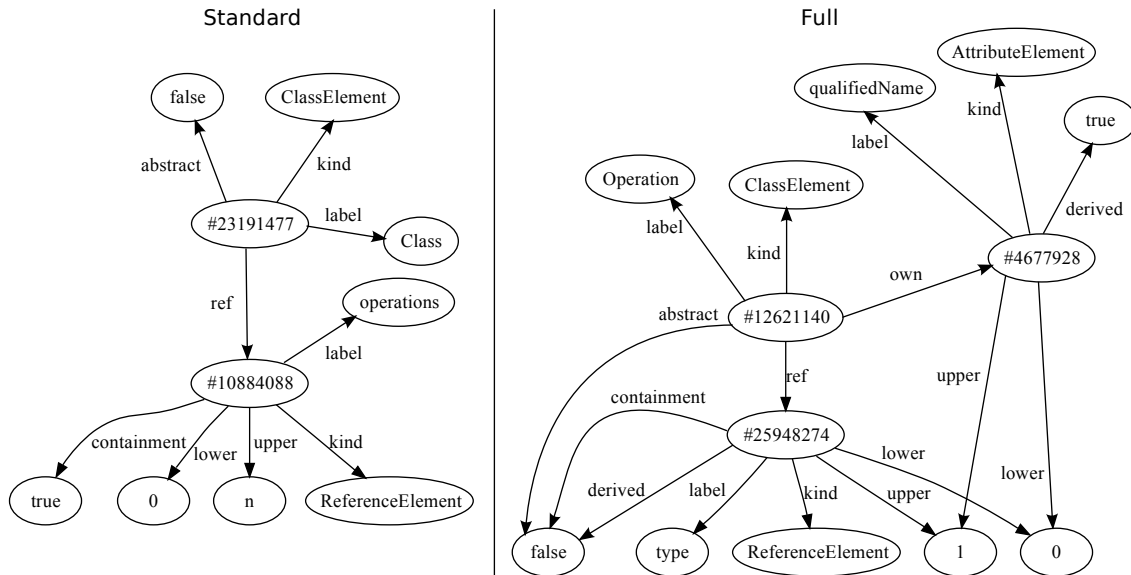 Standard
Full
false
ClassElement
abstract
kind
#23191477
label
Class
ref
operations
label
#10884088
containment
lower
upper
kind
true
0
n
ReferenceElement
AttributeElement
qualifiedName
kind
true
label
Operation
ClassElement
derived
label
kind
#4677928
own
abstract
#12621140
ref
upper
containment
#25948274
lower
lower
derived
label
kind
upper
false
type
ReferenceElement
1
0